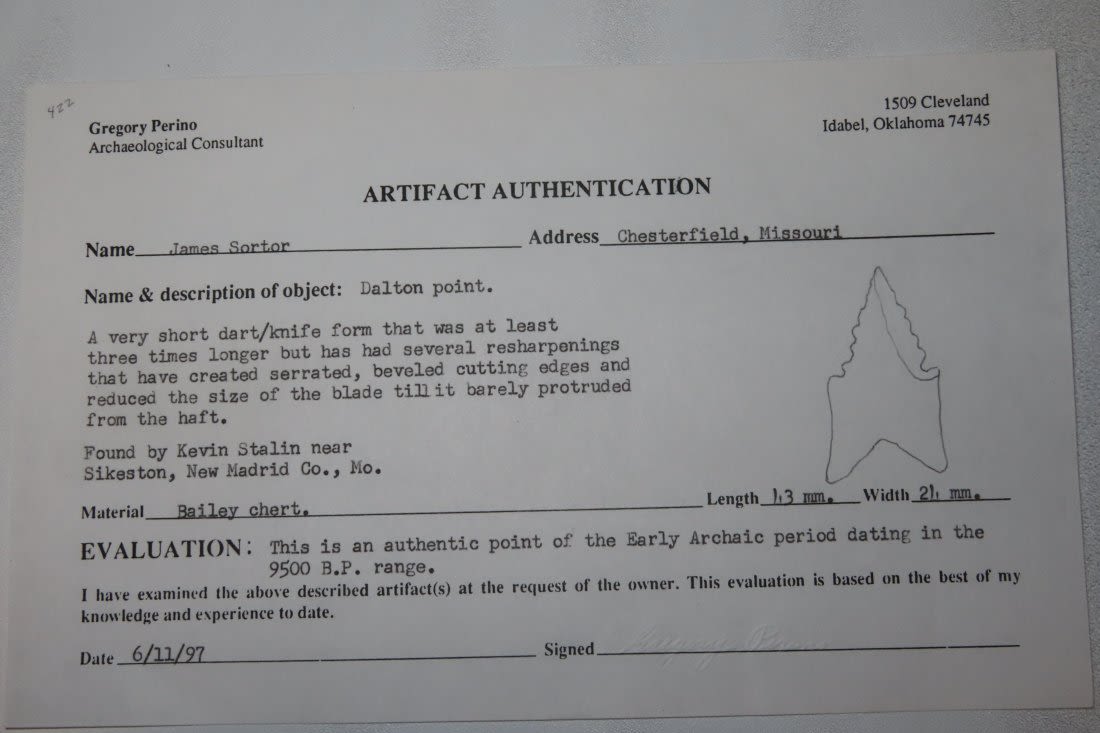 422
Gregory Perino
Archaeological Consultant
1509 Cleveland
Idabel, Oklahoma 74745
ARTIFACT AUTHENTICATION
Name James Sortor Address Chesterfield, Missouri
Name & description of object: Dalton point.
A very short dart/knife form that was at least
three times longer but has had several resharpenings
that have created serrated, beveled cutting edges and
reduced the size of the blade till it barely protruded
from the haft.
Found by Kevin Stalin near
Sikeston, New Madrid Co., Mo.
Material Bailey chert. Length 43 mm. Width 24 mm.
EVALUATION: This is an authentic point of the Early Archaic period dating in the
9500 B.P. range.
I have examined the above described artifact(s) at the request of the owner. This evaluation is based on the best of my
knowledge and experience to date.
Date 6/11/97 Signed